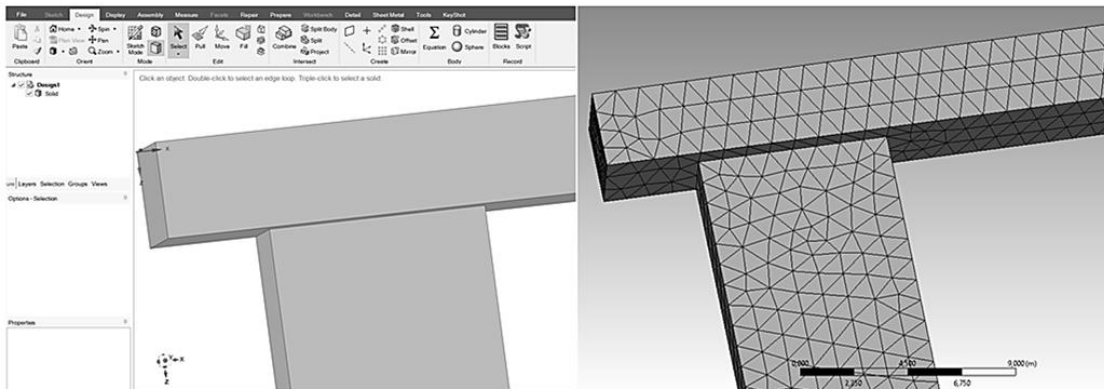 File Sketch Design Display Assembly Measure Facets Repair Prepare Workbench Detail Sheet Metal Tools KeyShot
Home Spin Split Body Shell Cylinder
Plan View Pan Split Offset Sphere
Zoom Project Mirror
Paste Sketch Mode Select Pull Move Fill Combine Equation Blocks Script
Clipboard Orient Mode Edit Intersect Create Body Record
Structure
Click an object. Double-click to select an edge loop. Triple-click to select a solid.
Design1
Solid
X
Z
Layers Selection Groups Views
Options - Selection
Properties
Y X
Z
0,000 4,500 9,000 (m)
2,250 6,750